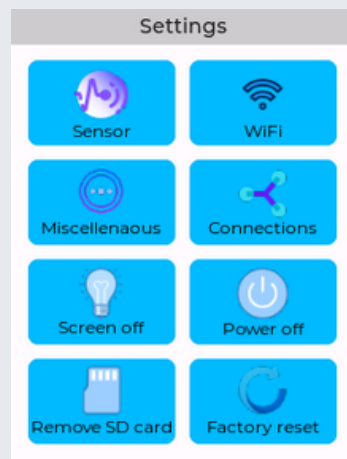 Settings
Sensor
WiFi
Miscellenaous
Connections
Screen off
Power off
Remove SD card
Factory reset